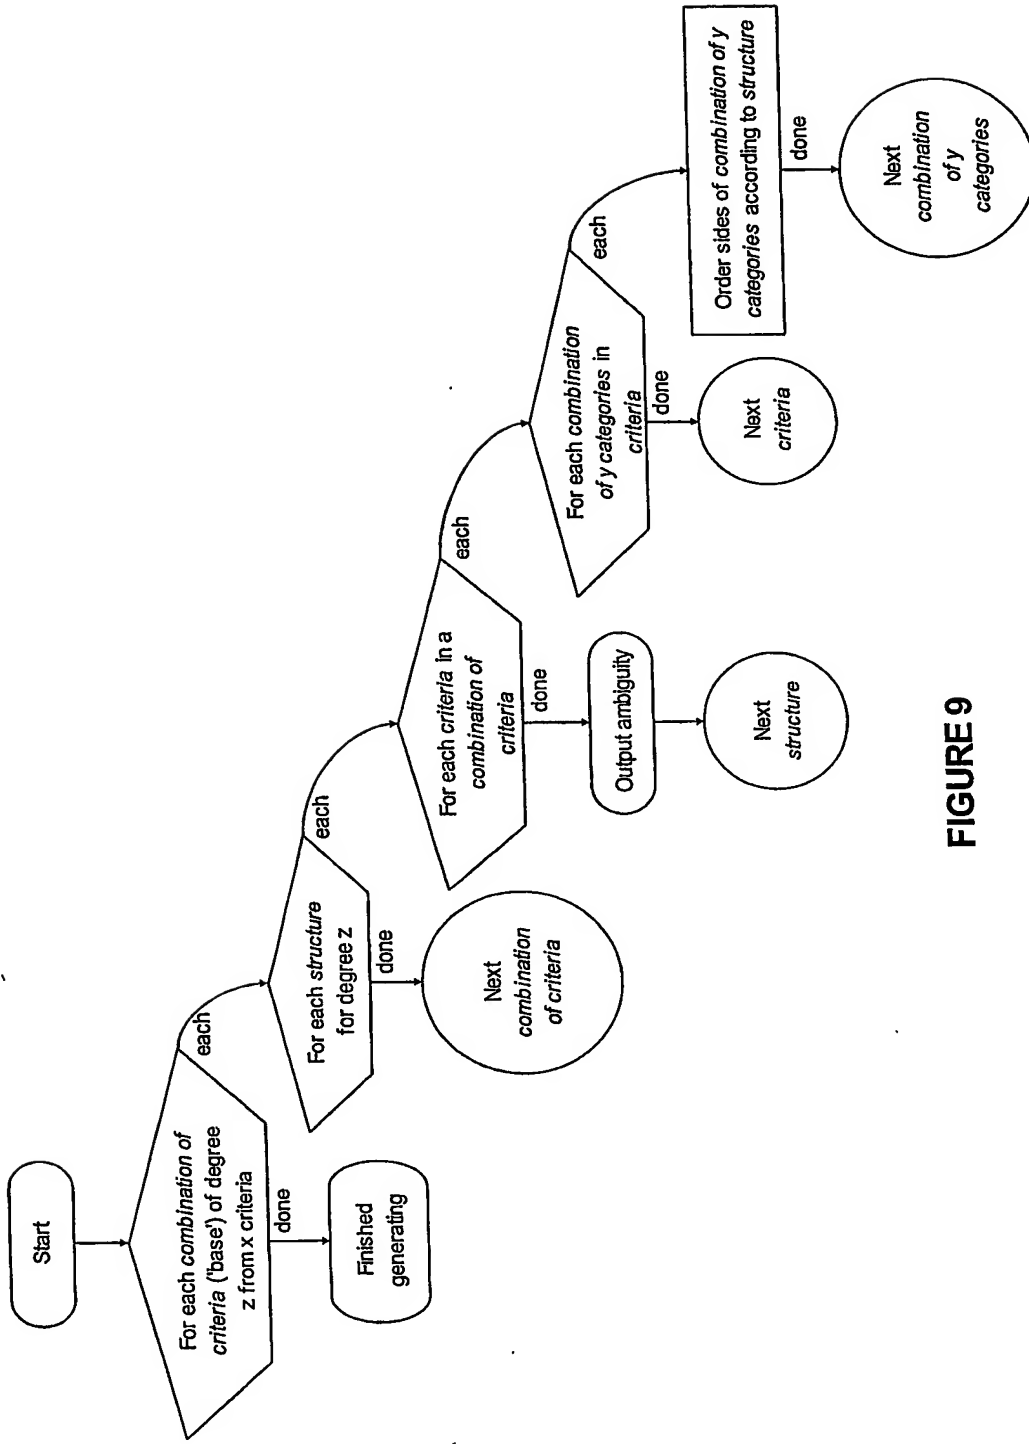 Start
For each combination of
criteria ('base') of degree
z from x criteria
each
done
Finished
generating
For each structure
for degree z
each
done
Next
combination
of criteria
For each criteria in a
combination of
criteria
each
done
Output ambiguity
Next
structure
For each combination
of y categories in
criteria
each
done
Next
criteria
Order sides of combination of y
categories according to structure
done
Next
combination
of y
categories
FIGURE 9